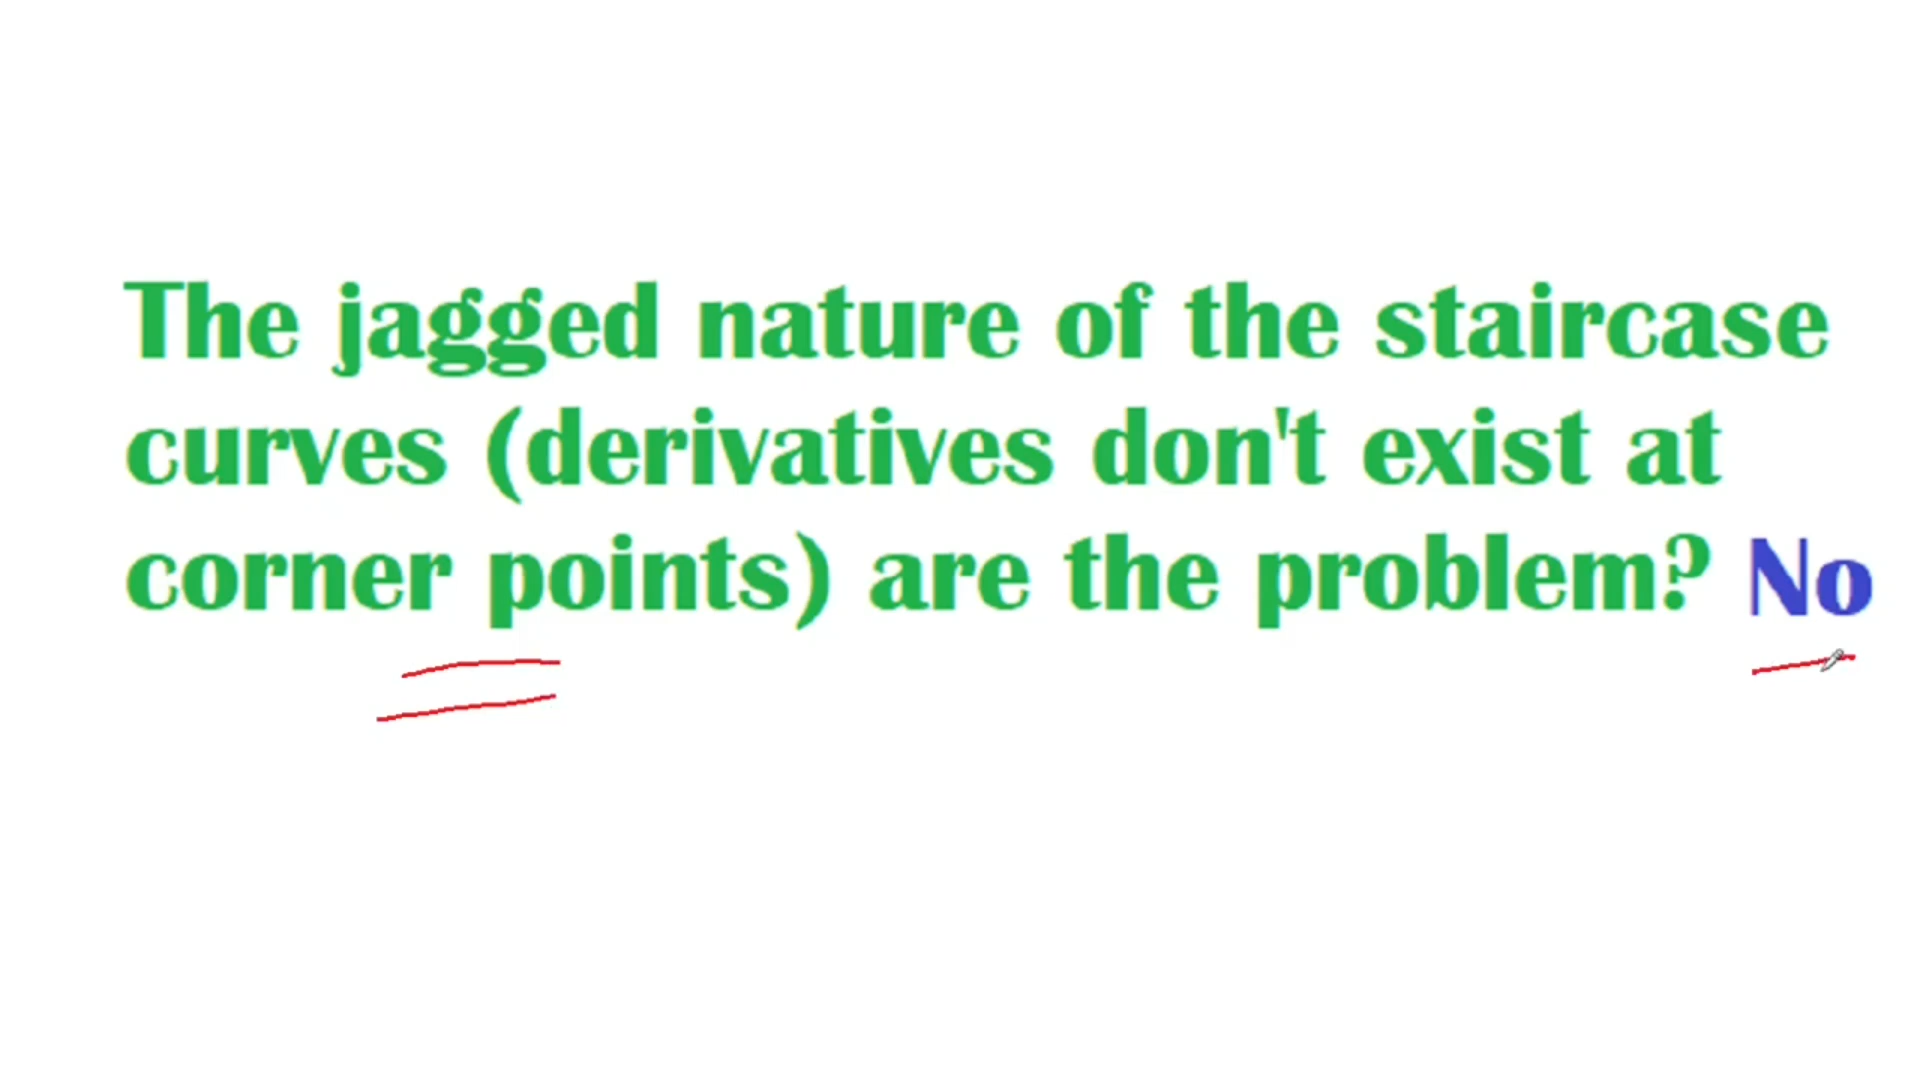 The jagged nature of the staircase
curves (derivatives don't exist at
corner points) are the problem? No